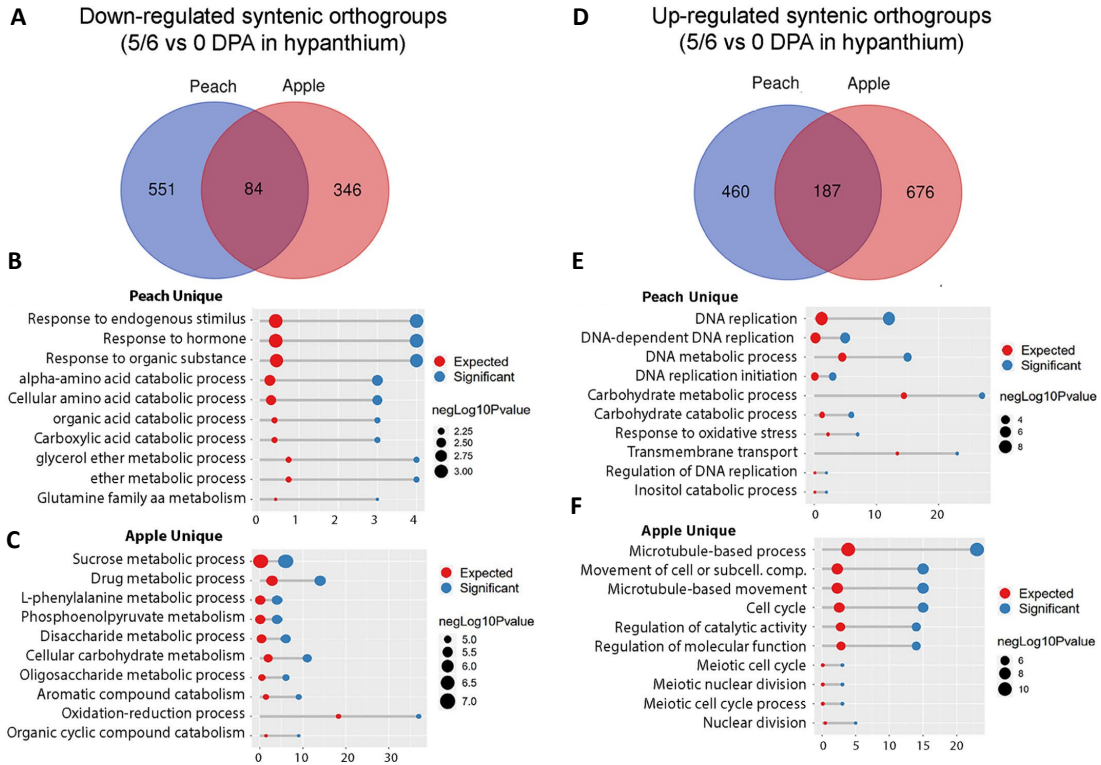 A
Down-regulated syntenic orthogroups
(5/6 vs 0 DPA in hypanthium)
Peach
Apple
551
84
346
B
Peach Unique
Response to endogenous stimilus
Response to hormone
Response to organic substance
alpha-amino acid catabolic process
Cellular amino acid catabolic process
organic acid catabolic process
Carboxylic acid catabolic process
glycerol ether metabolic process
ether metabolic process
Glutamine family aa metabolism
0 1 2 3 4
Expected
Significant
negLog10Pvalue
2.25
2.50
2.75
3.00
C
Apple Unique
Sucrose metabolic process
Drug metabolic process
L-phenylalanine metabolic process
Phosphoenolpyruvate metabolism
Disaccharide metabolic process
Cellular carbohydrate metabolism
Oligosaccharide metabolic process
Aromatic compound catabolism
Oxidation-reduction process
Organic cyclic compound catabolism
0 10 20 30
Expected
Significant
negLog10Pvalue
5.0
5.5
6.0
6.5
7.0
D
Up-regulated syntenic orthogroups
(5/6 vs 0 DPA in hypanthium)
Peach
Apple
460
187
676
E
Peach Unique
DNA replication
DNA-dependent DNA replication
DNA metabolic process
DNA replication initiation
Carbohydrate metabolic process
Carbohydrate catabolic process
Response to oxidative stress
Transmembrane transport
Regulation of DNA replication
Inositol catabolic process
0 10 20
Expected
Significant
negLog10Pvalue
4
6
8
F
Apple Unique
Microtubule-based process
Movement of cell or subcell. comp.
Microtubule-based movement
Cell cycle
Regulation of catalytic activity
Regulation of molecular function
Meiotic cell cycle
Meiotic nuclear division
Meiotic cell cycle process
Nuclear division
0 5 10 15 20
Expected
Significant
negLog10Pvalue
6
8
10